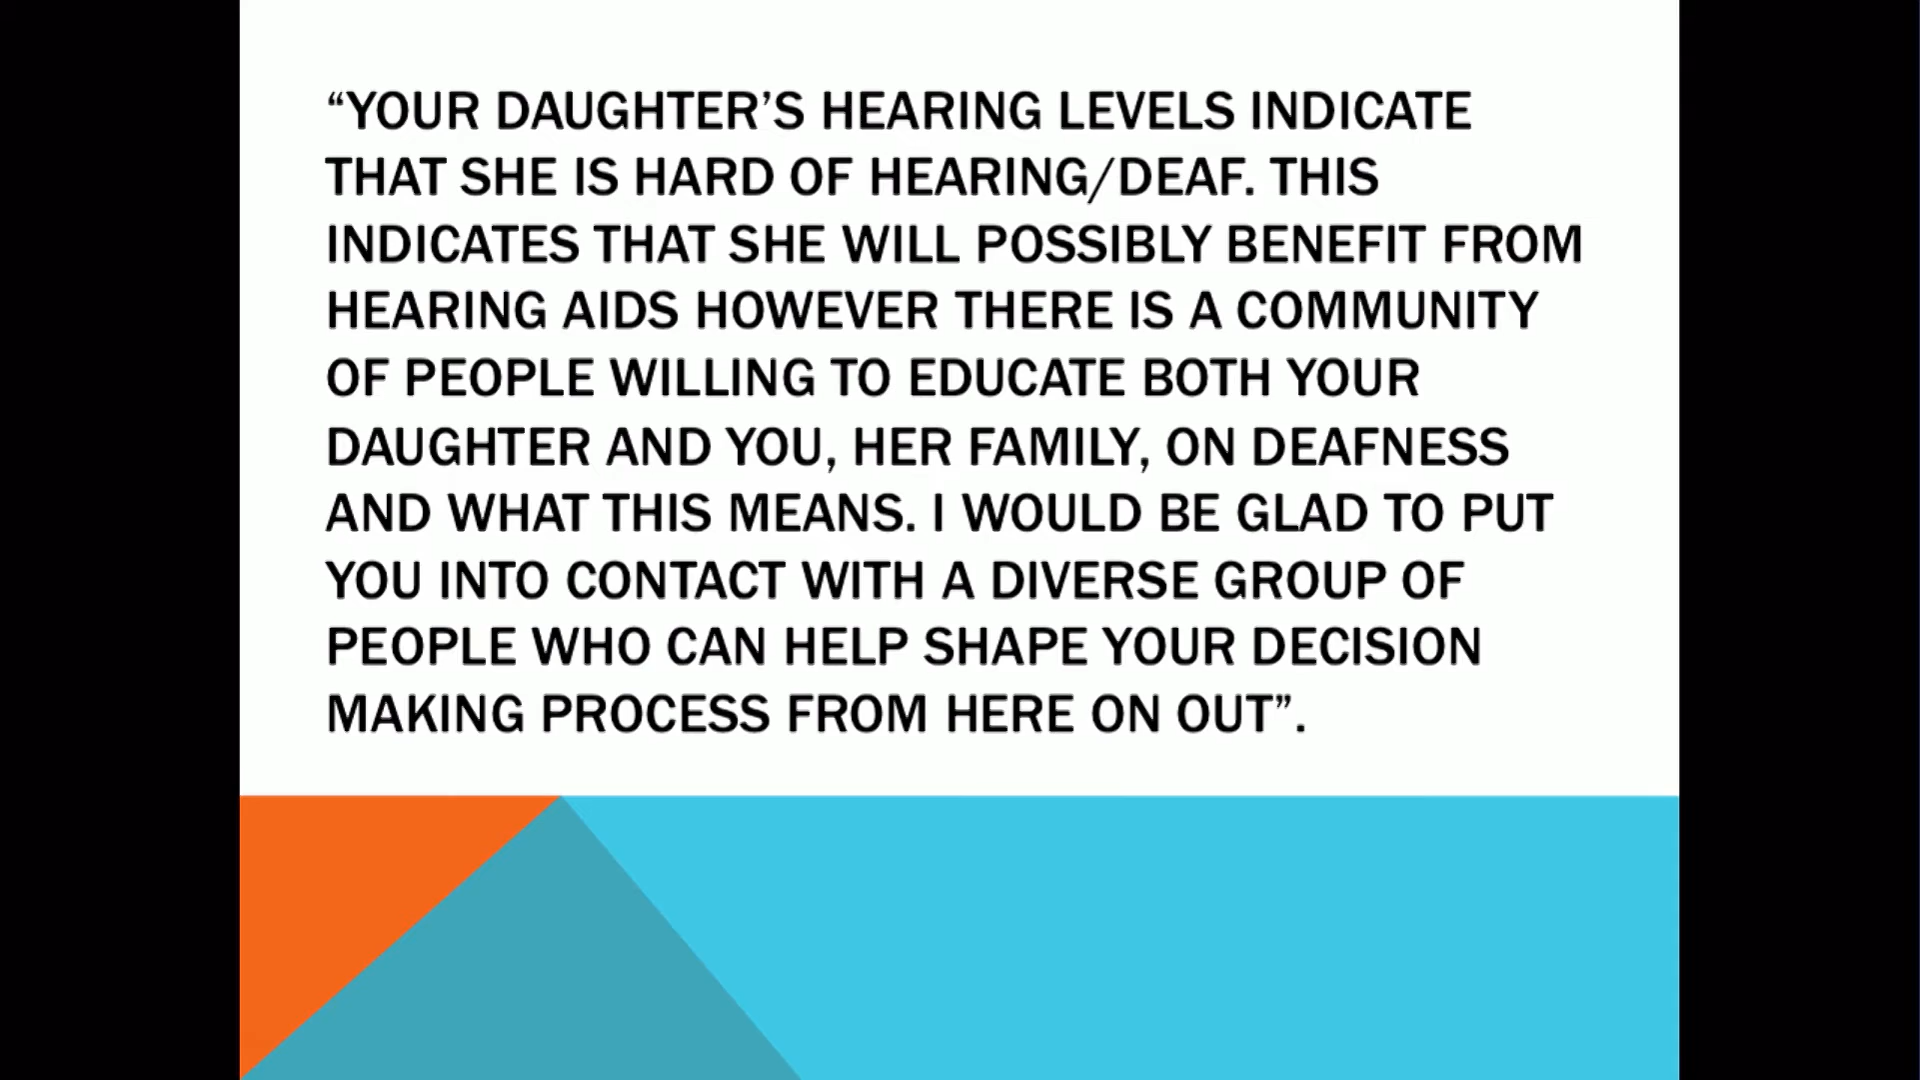 “YOUR DAUGHTER’S HEARING LEVELS INDICATE
THAT SHE IS HARD OF HEARING/DEAF. THIS
INDICATES THAT SHE WILL POSSIBLY BENEFIT FROM
HEARING AIDS HOWEVER THERE IS A COMMUNITY
OF PEOPLE WILLING TO EDUCATE BOTH YOUR
DAUGHTER AND YOU, HER FAMILY, ON DEAFNESS
AND WHAT THIS MEANS. I WOULD BE GLAD TO PUT
YOU INTO CONTACT WITH A DIVERSE GROUP OF
PEOPLE WHO CAN HELP SHAPE YOUR DECISION
MAKING PROCESS FROM HERE ON OUT”.